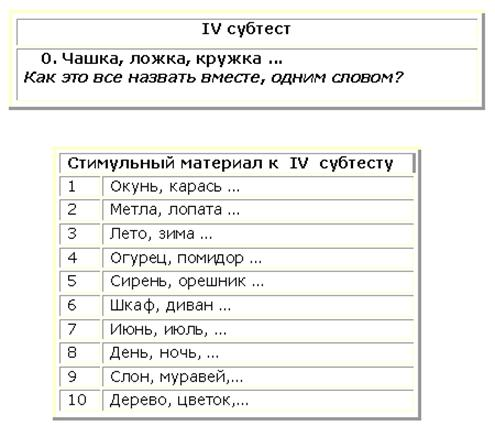 IV субтест
0. Чашка, ложка, кружка ...
Как это все назвать вместе, одним словом?
Стимульный материал к IV субтесту
1 Окунь, карась ...
2 Метла, лопата ...
3 Лето, зима ...
4 Огурец, помидор ...
5 Сирень, орешник ...
6 Шкаф, диван ...
7 Июнь, июль, ...
8 День, ночь, ...
9 Слон, муравей,...
10 Дерево, цветок,...